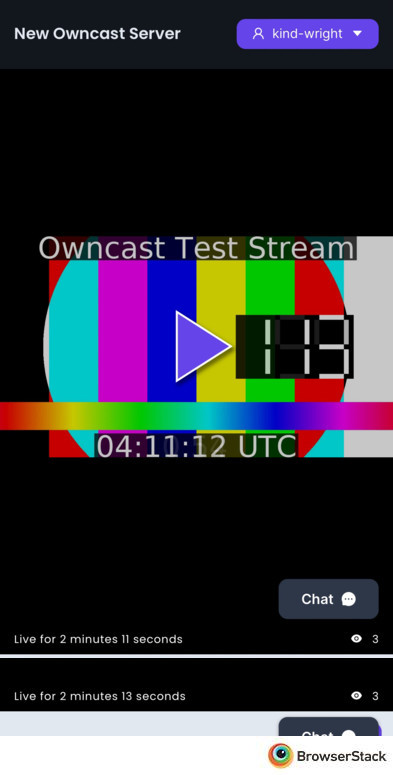 New Owncast Server
kind-wright
Owncast Test Stream
04:11:12 UTC
Chat
Live for 2 minutes 11 seconds 3
Live for 2 minutes 13 seconds 3
Chat
BrowserStack